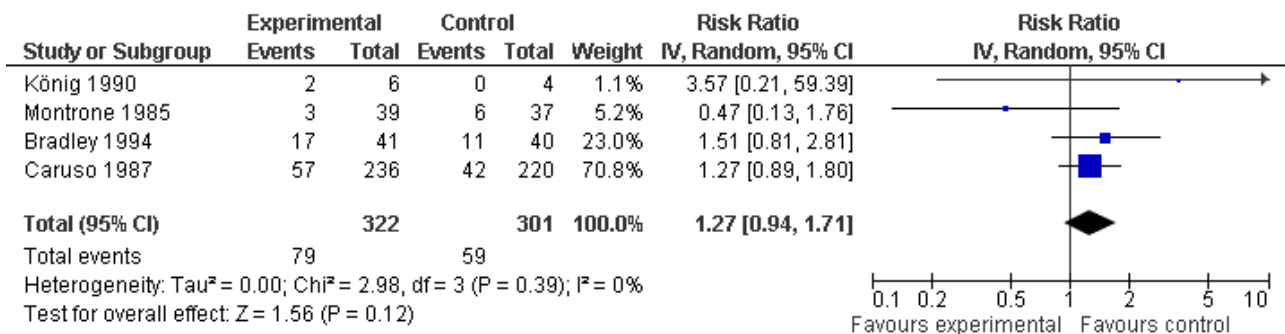 Experimental Control Risk Ratio Risk Ratio
Study or Subgroup Events Total Events Total Weight IV, Random, 95% CI IV, Random, 95% CI
König 1990 2 6 0 4 1.1% 3.57 [0.21, 59.39]
Montrone 1985 3 39 6 37 5.2% 0.47 [0.13, 1.76]
Bradley 1994 17 41 11 40 23.0% 1.51 [0.81, 2.81]
Caruso 1987 57 236 42 220 70.8% 1.27 [0.89, 1.80]
Total (95% CI) 322 301 100.0% 1.27 [0.94, 1.71]
Total events 79 59
Heterogeneity: Tau² = 0.00; Chi² = 2.98, df = 3 (P = 0.39); I² = 0%
Test for overall effect: Z = 1.56 (P = 0.12)
0.1 0.2 0.5 1 2 5 10
Favours experimental Favours control